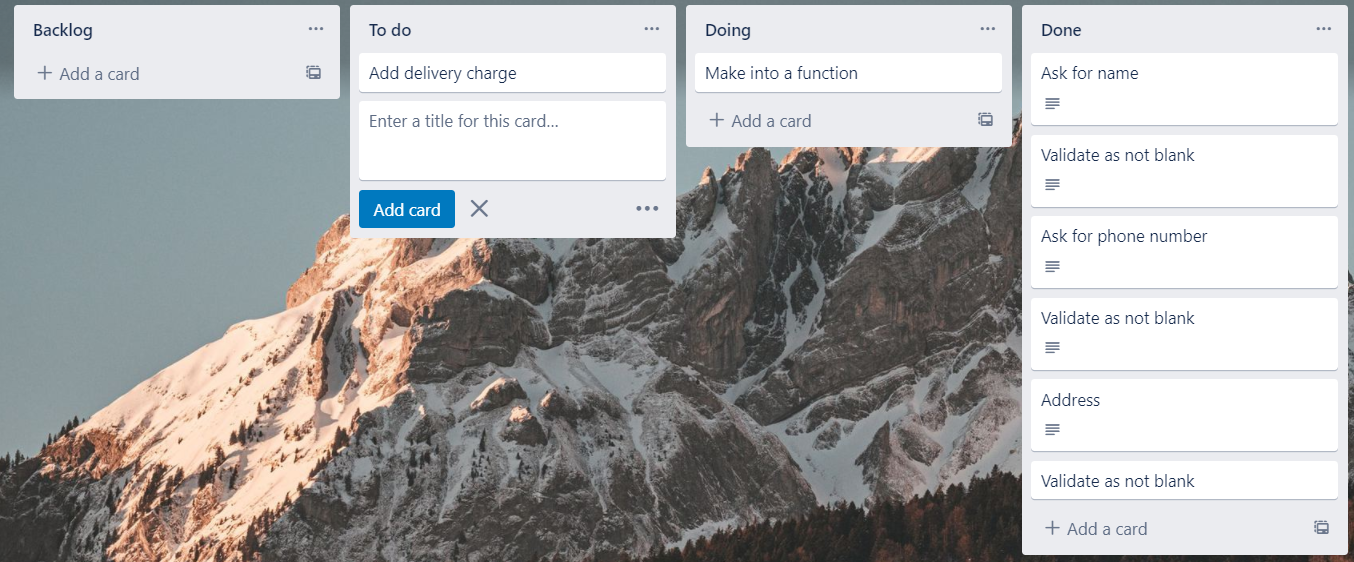 Backlog
+ Add a card
To do
Add delivery charge
Enter a title for this card...
Add card
Doing
Make into a function
+ Add a card
Done
Ask for name
Validate as not blank
Ask for phone number
Validate as not blank
Address
Validate as not blank
+ Add a card